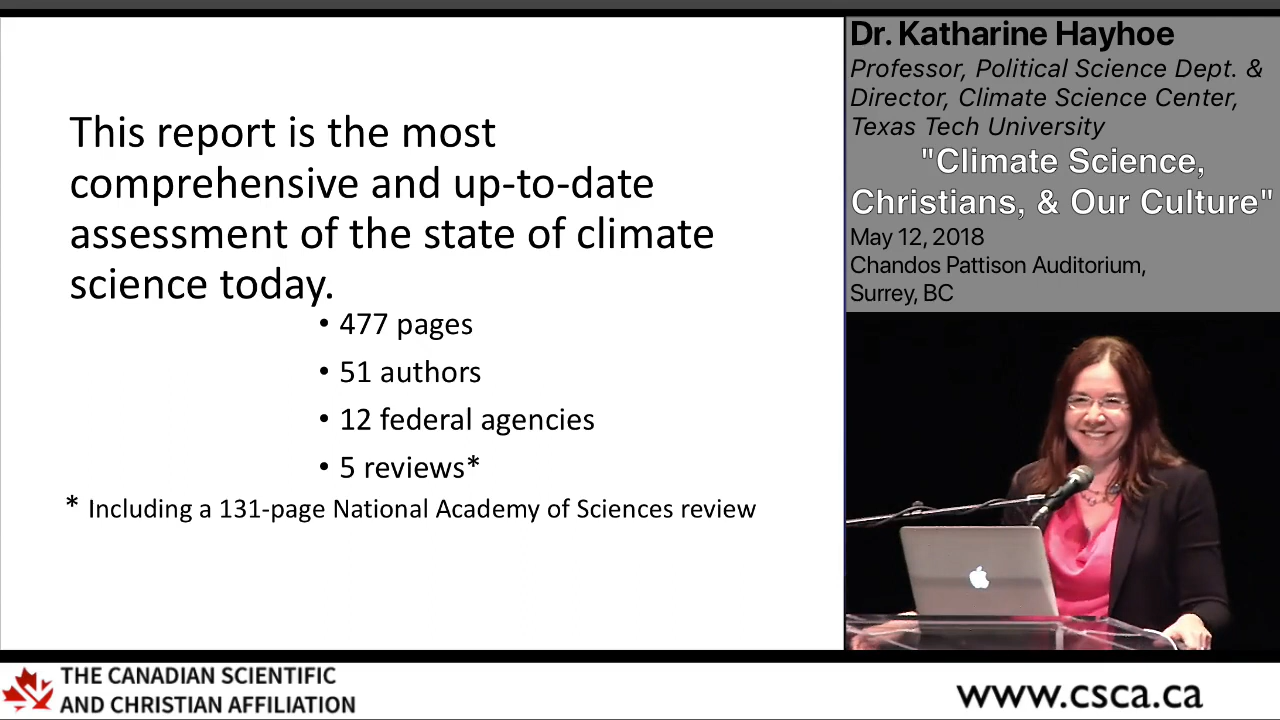 This report is the most
comprehensive and up-to-date
assessment of the state of climate
science today.
• 477 pages
• 51 authors
• 12 federal agencies
• 5 reviews*
* Including a 131-page National Academy of Sciences review
Dr. Katharine Hayhoe
Professor, Political Science Dept. &
Director, Climate Science Center,
Texas Tech University
"Climate Science,
Christians, & Our Culture"
May 12, 2018
Chandos Pattison Auditorium,
Surrey, BC
THE CANADIAN SCIENTIFIC
AND CHRISTIAN AFFILIATION
www.csca.ca